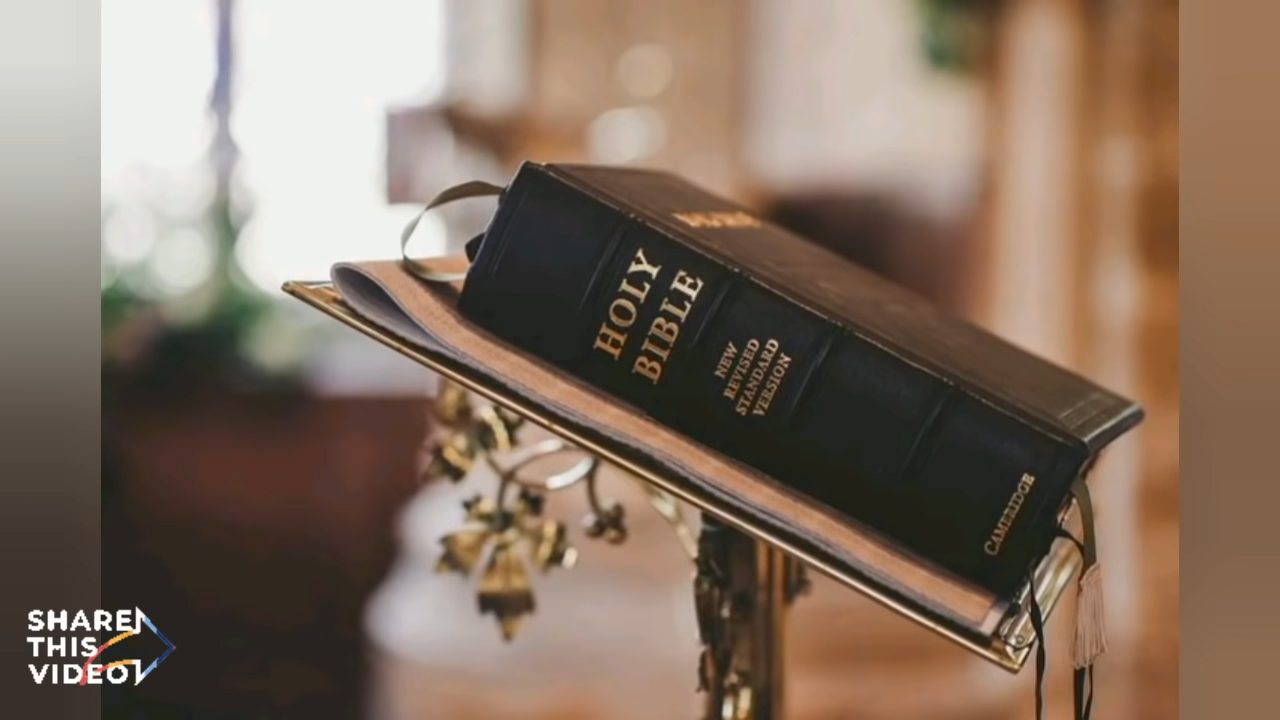 HOLY
BIBLE
NEW
REVISED
STANDARD
VERSION
CAMBRIDGE
SHARE
THIS
VIDEO